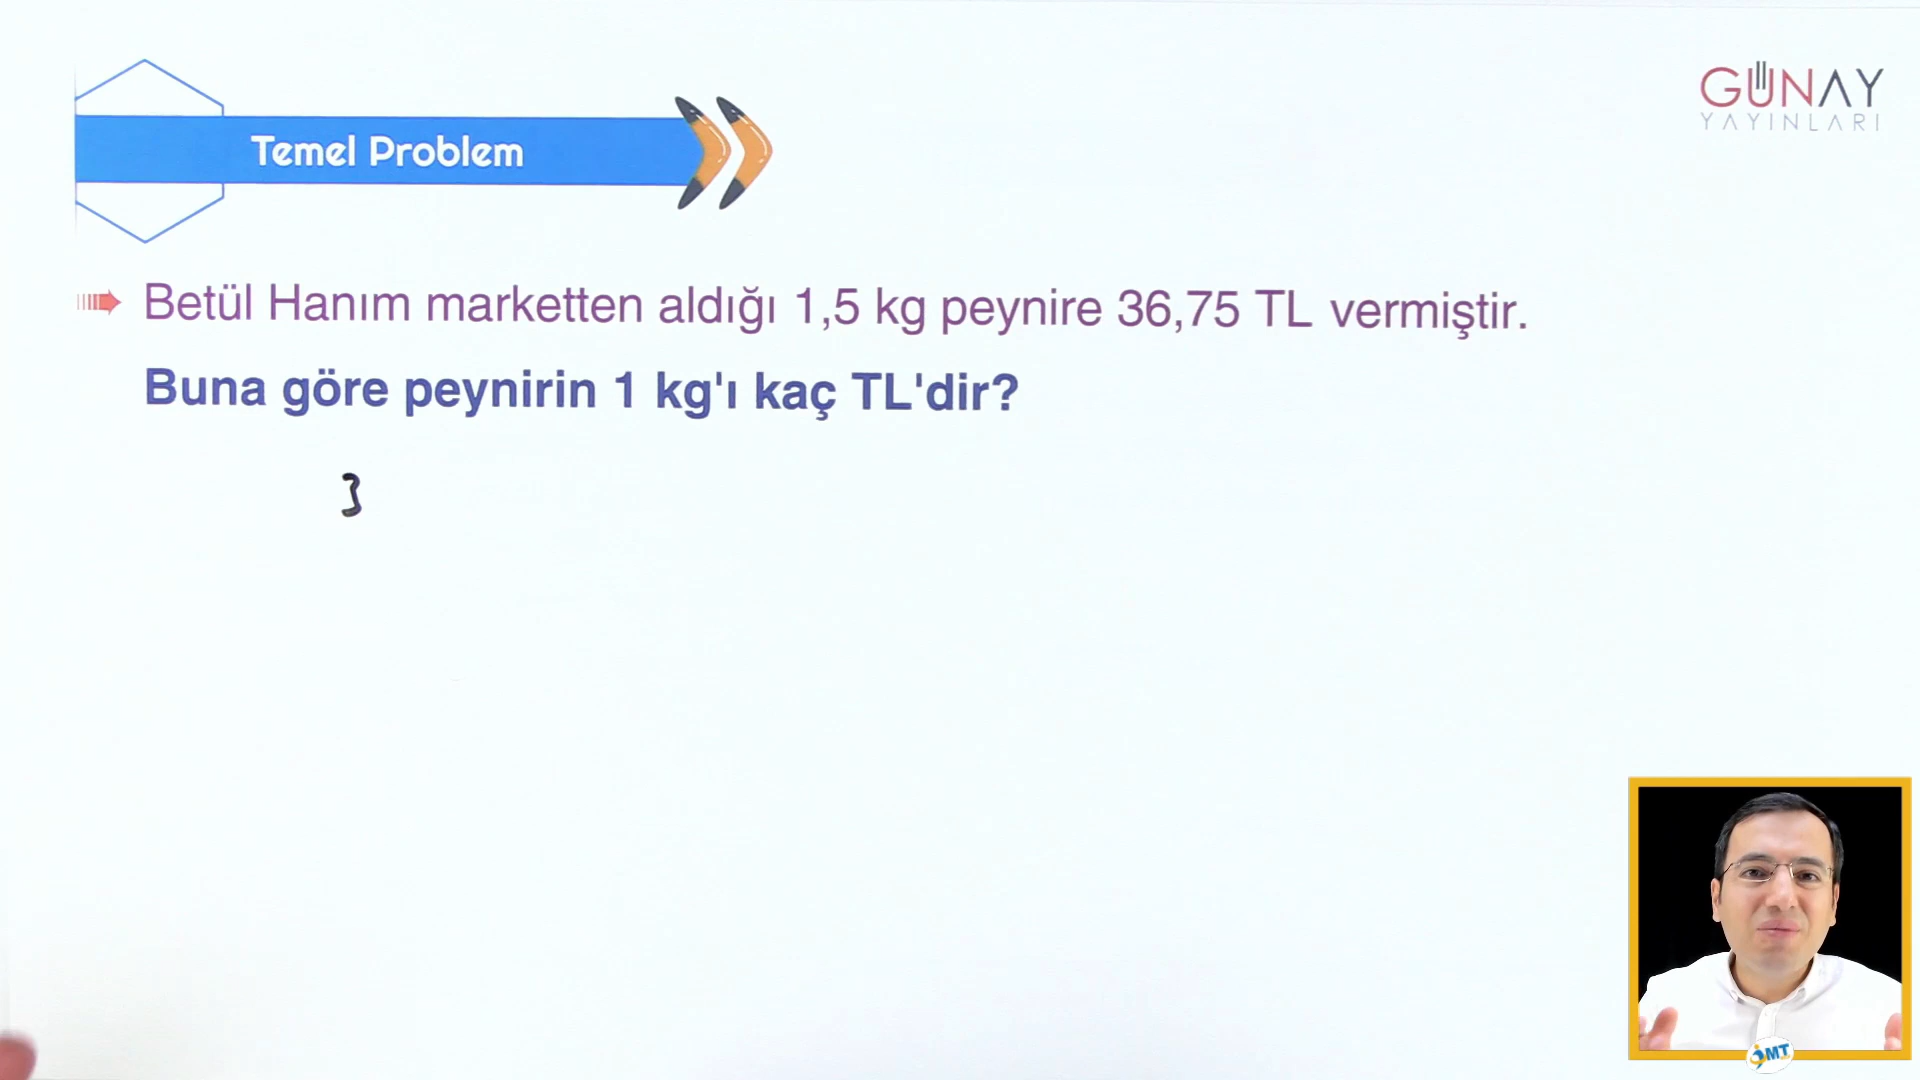 GÜNAY
YAYINLARI
Temel Problem
Betül Hanım marketten aldığı 1,5 kg peynire 36,75 TL vermiştir.
Buna göre peynirin 1 kg'ı kaç TL'dir?
3
MT